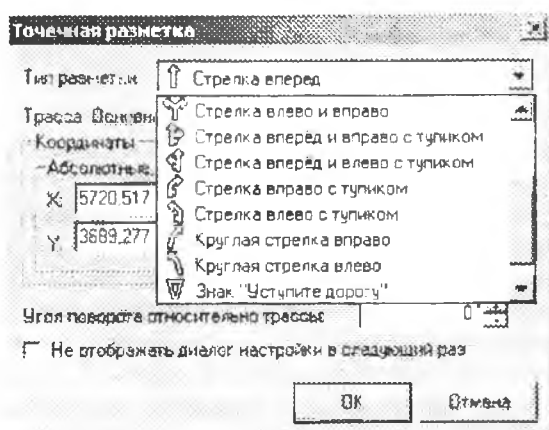 Точечная разметка
Тип разметки Стрелка вперед
Трасса: Основн
Стрелка влево и вправо
Координаты
Стрелка вперёд и вправо с тупиком
Абсолютные
Стрелка вперёд и влево с тупиком
X: 5720,517
Стрелка вправо с тупиком
Стрелка влево с тупиком
Y: 3689,277
Круглая стрелка вправо
Круглая стрелка влево
Знак "Уступите дорогу"
Угол поворота относительно трассы: 0°
Не отображать диалог настройки в следующий раз
OK Отмена